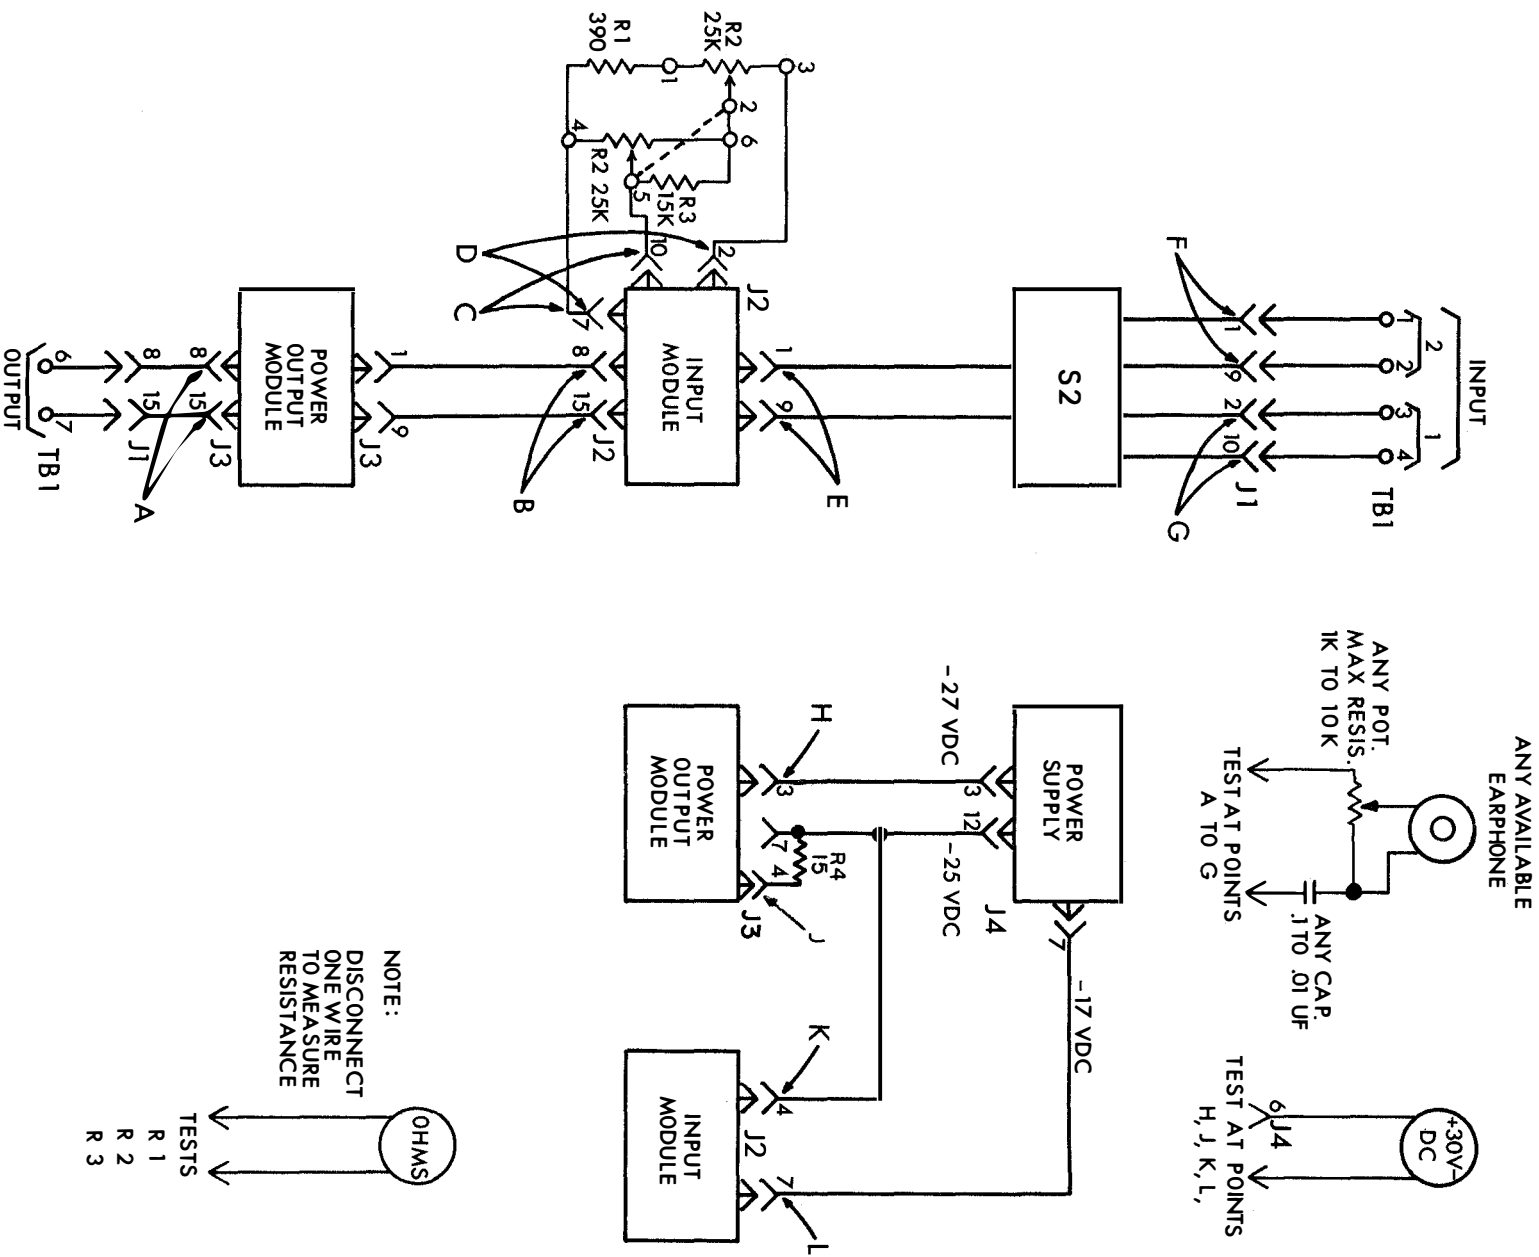 INPUT
2
1
1
2
3
4
TB1
F
1
9
2
10
J1
G
S2
R1
390
R2
25K
1
3
2
6
4
5
R2 25K
R3
15K
10
2
J2
D
C
7
1
9
E
INPUT
MODULE
8
15
J2
B
1
9
J3
POWER
OUTPUT
MODULE
8
15
J3
A
8
15
J1
6
7
TB1
OUTPUT
ANY AVAILABLE
EARPHONE
ANY POT.
MAX RESIS.
1K TO 10K
ANY CAP.
.1 TO .01 UF
TEST AT POINTS
A TO G
+30V-
DC
6
J4
TEST AT POINTS
H, J, K, L,
POWER
SUPPLY
J4
3
12
7
-27 VDC
-25 VDC
-17 VDC
H
3
7
4
R4
15
J3
J
POWER
OUTPUT
MODULE
K
4
J2
7
L
INPUT
MODULE
NOTE:
DISCONNECT
ONE WIRE
TO MEASURE
RESISTANCE
OHMS
TESTS
R 1
R 2
R 3